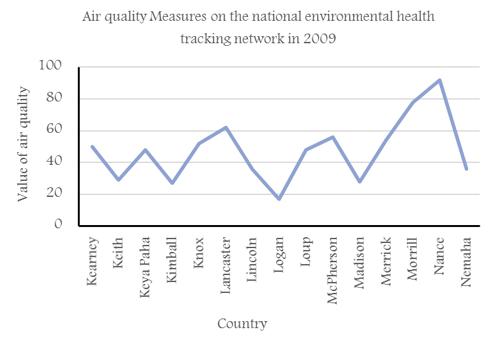 Air quality Measures on the national environmental health
tracking network in 2009
Value of air quality
100
80
60
40
20
0
Kearney
Keith
Keya Paha
Kimball
Knox
Lancaster
Lincoln
Logan
Loup
McPherson
Madison
Merrick
Morrill
Nance
Nemaha
Country